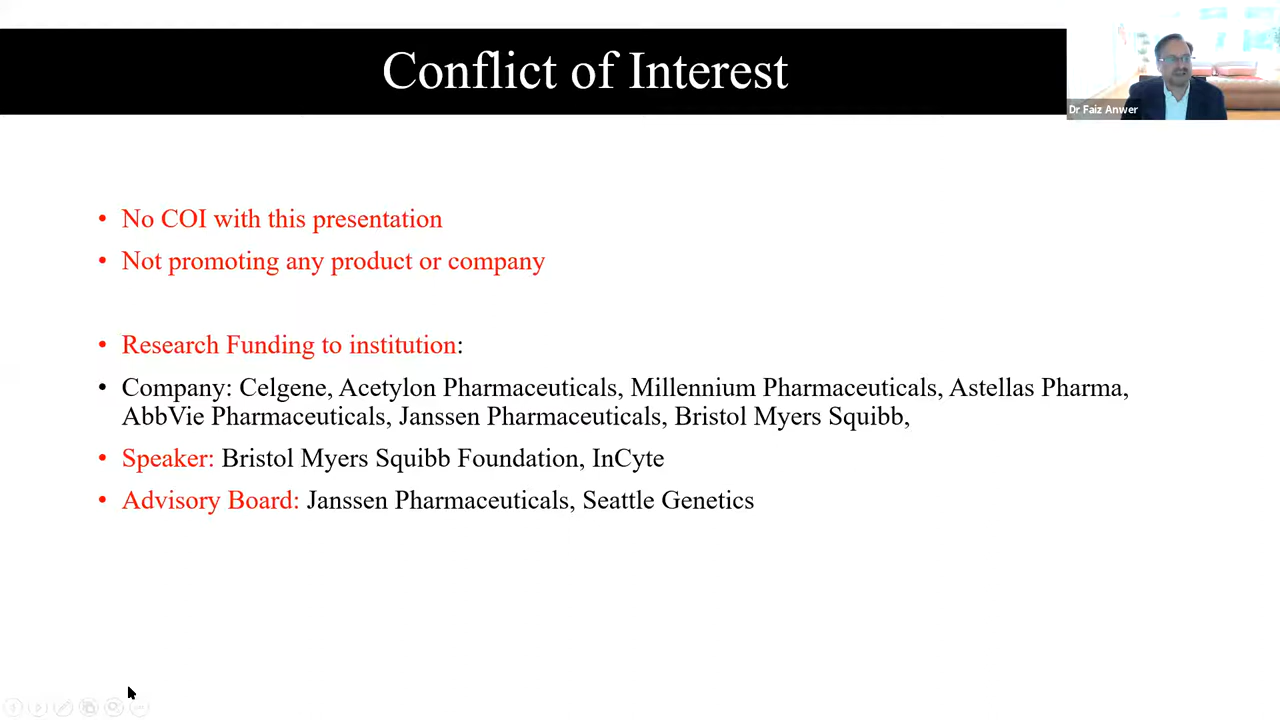 Conflict of Interest
Dr Faiz Anwer
• No COI with this presentation
• Not promoting any product or company
• Research Funding to institution:
• Company: Celgene, Acetylon Pharmaceuticals, Millennium Pharmaceuticals, Astellas Pharma,
AbbVie Pharmaceuticals, Janssen Pharmaceuticals, Bristol Myers Squibb,
• Speaker: Bristol Myers Squibb Foundation, InCyte
• Advisory Board: Janssen Pharmaceuticals, Seattle Genetics